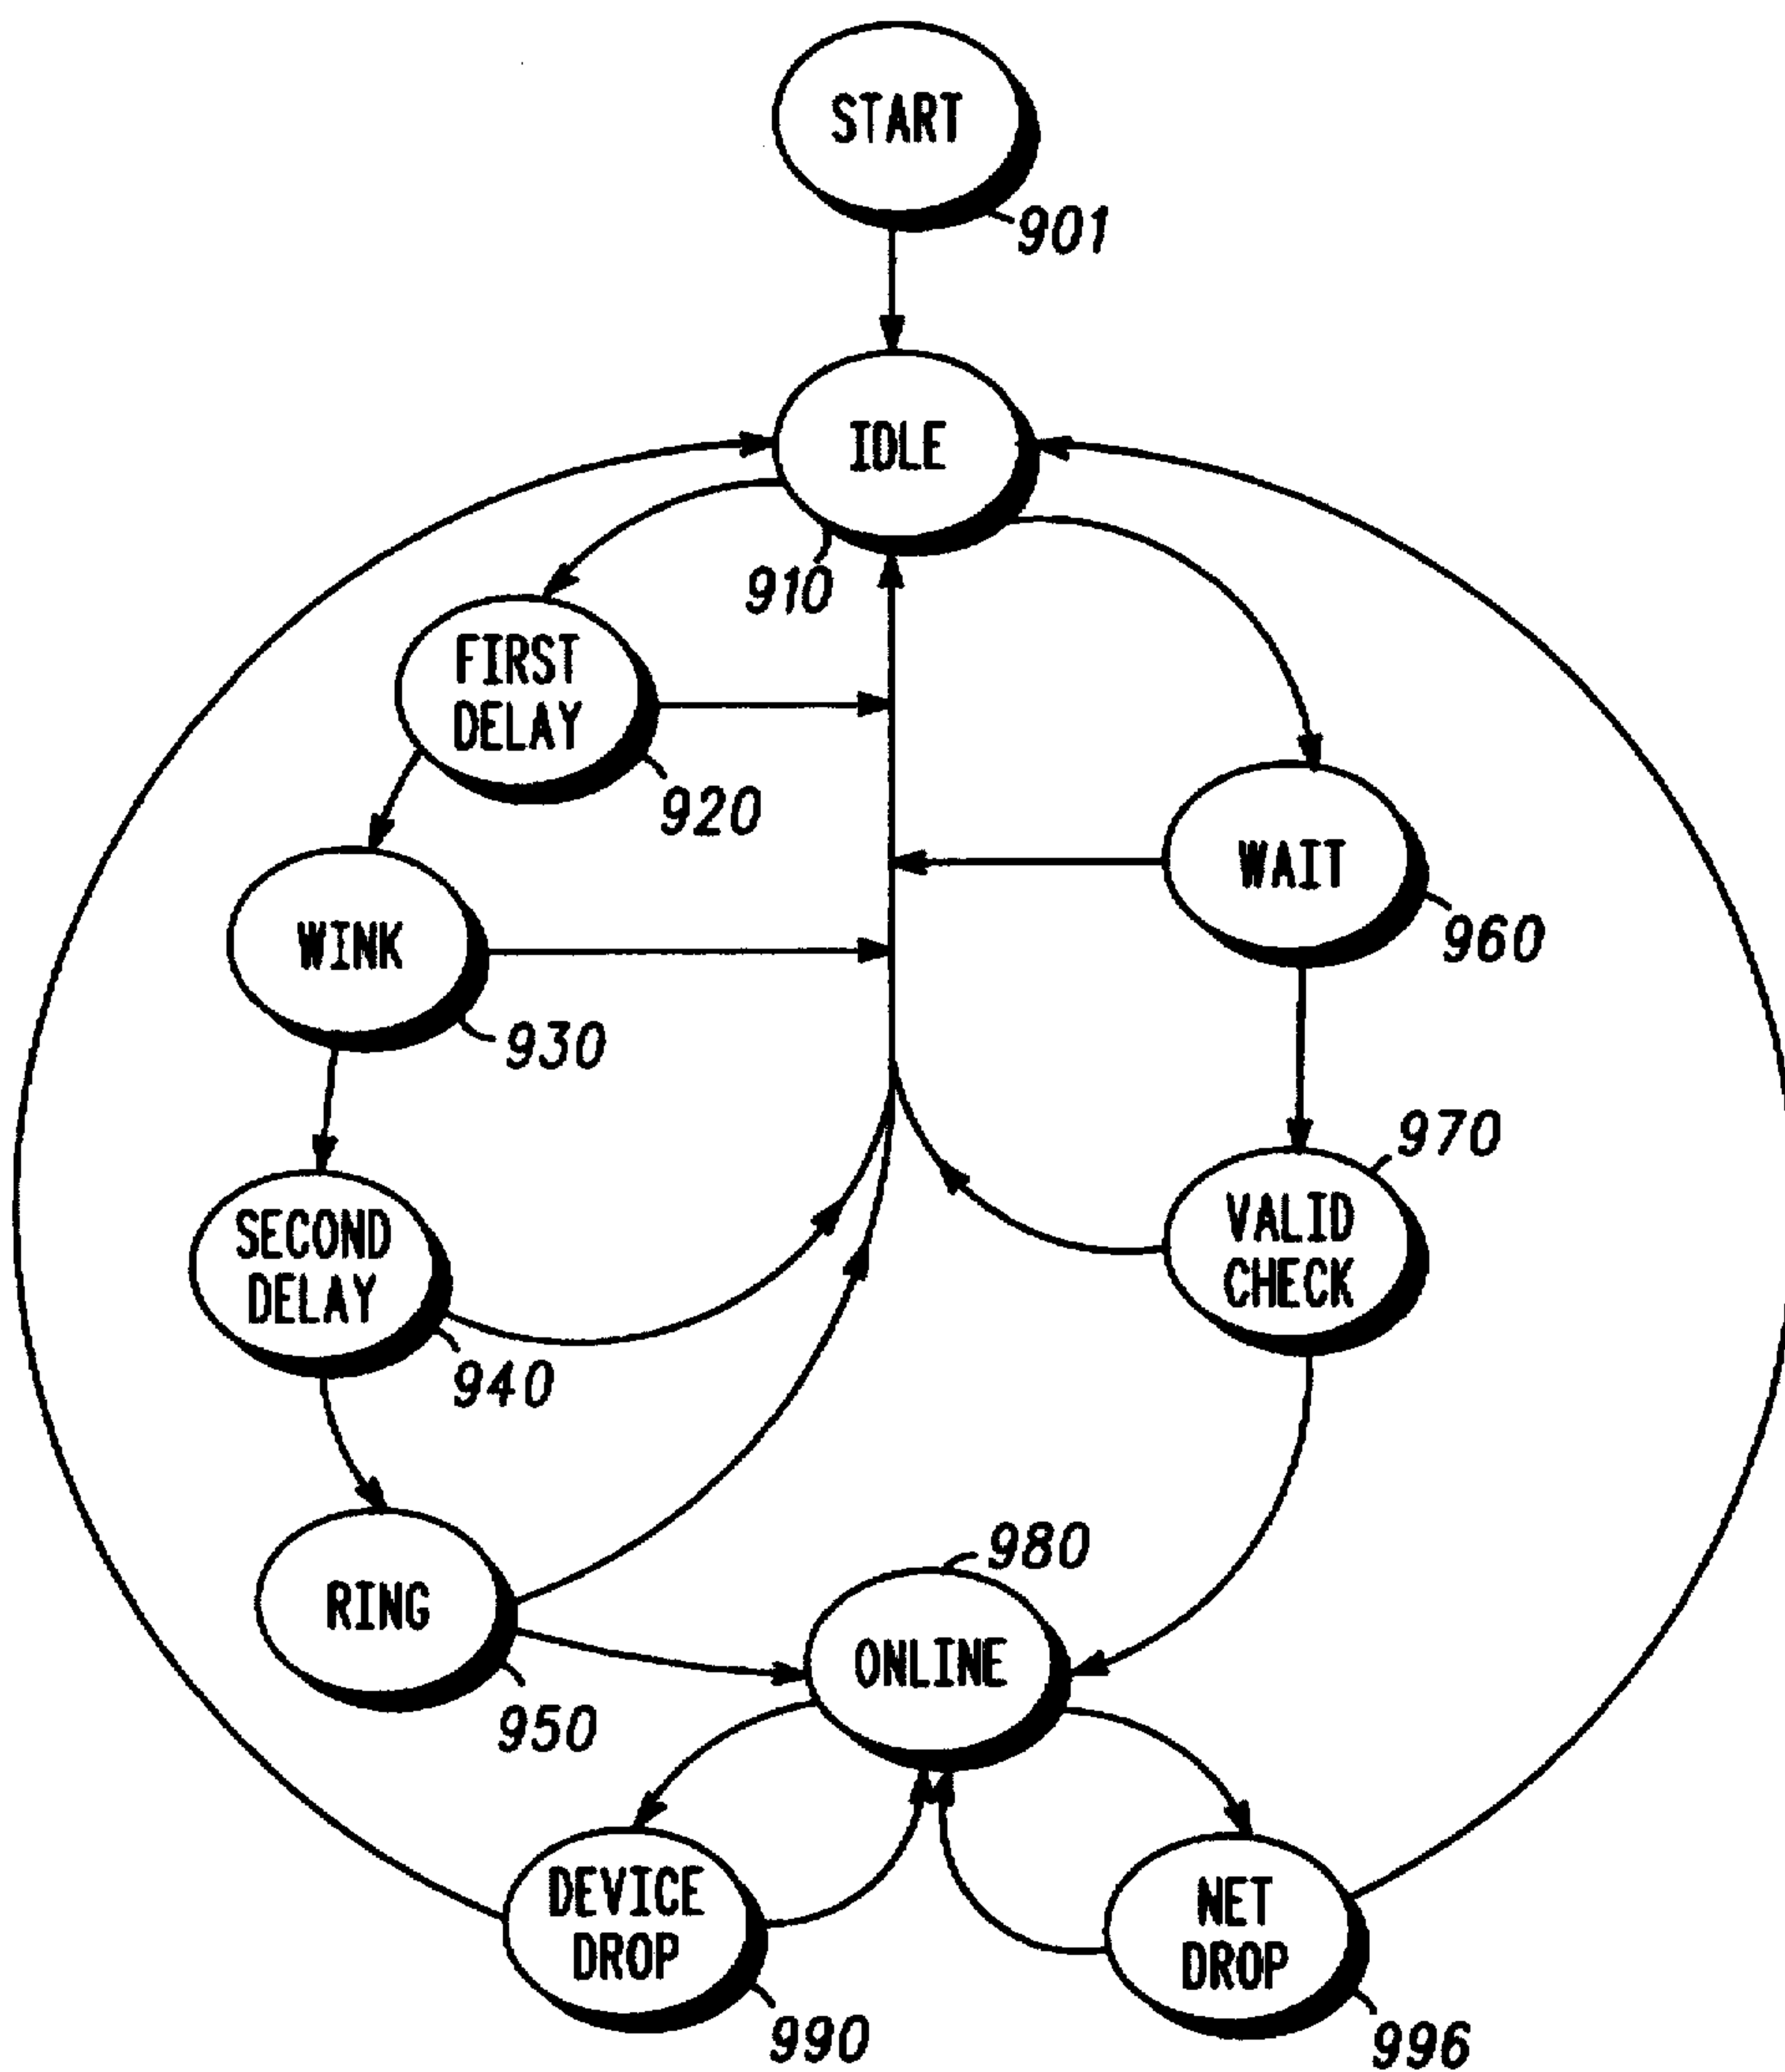 START
901
IDLE
910
FIRST
DELAY
920
WAIT
960
WINK
930
970
VALID
CHECK
SECOND
DELAY
940
980
RING
950
ONLINE
DEVICE
DROP
990
NET
DROP
996